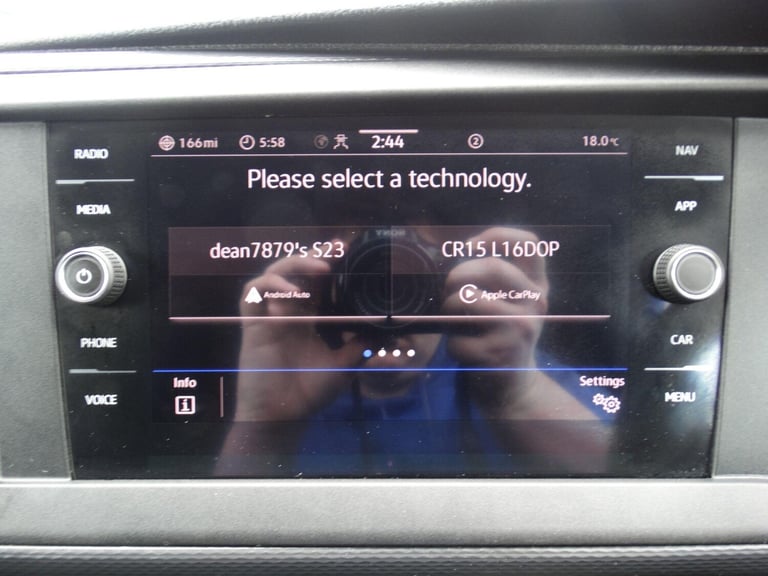 RADIO
MEDIA
PHONE
VOICE
166mi
5:58
2:44
2
18.0°C
Please select a technology.
dean7879's S23
Android Auto
CR15 L16DOP
Apple CarPlay
Info
i
Settings
NAV
APP
CAR
MENU
SONY